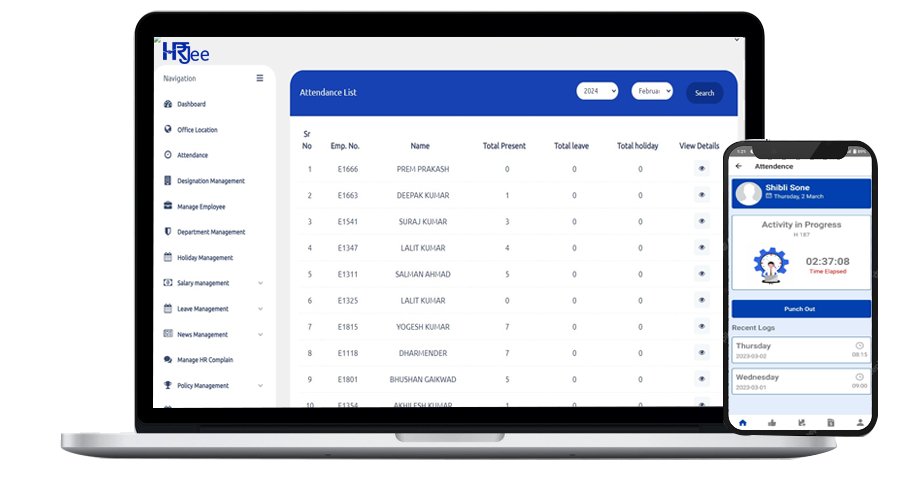 HRJee
Navigation
Dashboard
Office Location
Attendance
Designation Management
Manage Employee
Department Management
Holiday Management
Salary management
Leave Management
News Management
Manage HR Complain
Policy Management
Attendance List
2024
Februar
Search
Sr No Emp. No. Name Total Present Total leave Total holiday View Details
1 E1666 PREM PRAKASH 0 0 0
2 E1663 DEEPAK KUMAR 1 0 0
3 E1541 SURAJ KUMAR 3 0 0
4 E1347 LALIT KUMAR 4 0 0
5 E1311 SALMAN AHMAD 5 0 0
6 E1325 LALIT KUMAR 0 0 0
7 E1815 YOGESH KUMAR 7 0 0
8 E1118 DHARMENDER 7 0 0
9 E1801 BHUSHAN GAIKWAD 5 0 0
10 E1354 AKHILESH KUMAR 1 0 0
Attendence
Shibli Sone
Thursday, 2 March
Activity in Progress
H 187
02:37:08
Time Elapsed
Punch Out
Recent Logs
Thursday
2023-03-02
08:15
Wednesday
2023-03-01
09:00